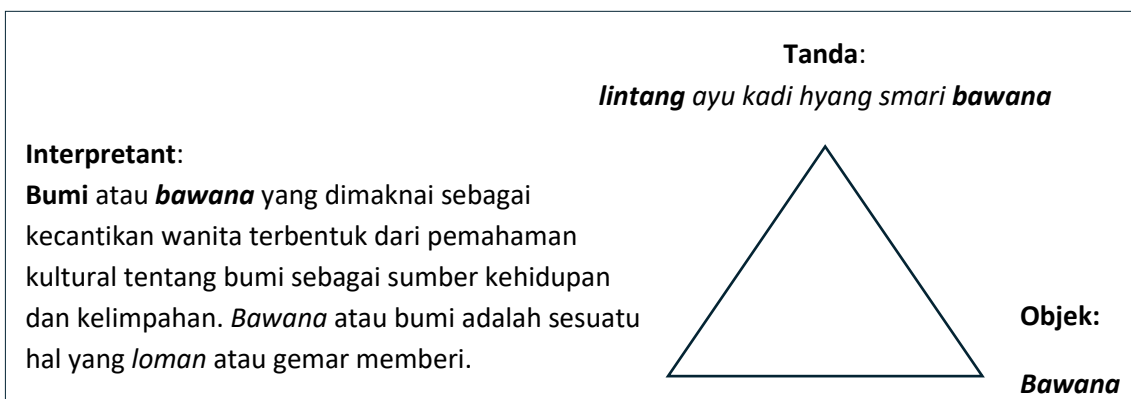 Tanda:
lintang ayu kadi hyang smari bawana
Interpretant:
Bumi atau bawana yang dimaknai sebagai
kecantikan wanita terbentuk dari pemahaman
kultural tentang bumi sebagai sumber kehidupan
dan kelimpahan. Bawana atau bumi adalah sesuatu
hal yang loman atau gemar memberi.
Objek:
Bawana